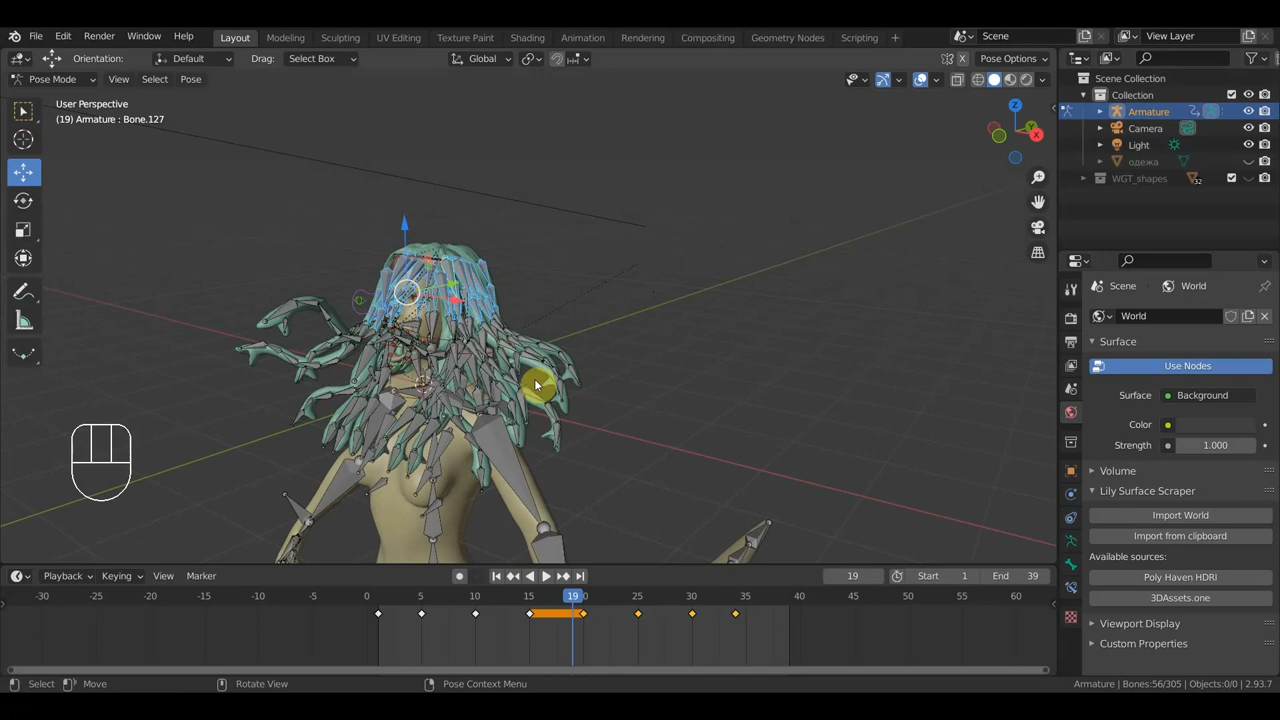 File Edit Render Window Help Layout Modeling Sculpting UV Editing Texture Paint Shading Animation Rendering Compositing Geometry Nodes Scripting Scene View Layer
Orientation: Default Drag: Select Box Global Pose Options
Pose Mode View Select Pose
User Perspective
(19) Armature : Bone.127
Z
Y
X
Scene Collection
Collection
Armature
Camera
Light
одежа
WGT_shapes 32
Scene World
World
Surface
Use Nodes
Surface Background
Color
Strength 1.000
Volume
Lily Surface Scraper
Import World
Import from clipboard
Available sources:
Poly Haven HDRI
3DAssets.one
Viewport Display
Custom Properties
Playback Keying View Marker 19 Start 1 End 39
-30 -25 -20 -15 -10 -5 0 5 10 15 19 20 25 30 35 40 45 50 55 60
Select Move Rotate View Pose Context Menu Armature | Bones:56/305 | Objects:0/0 | 2.93.7